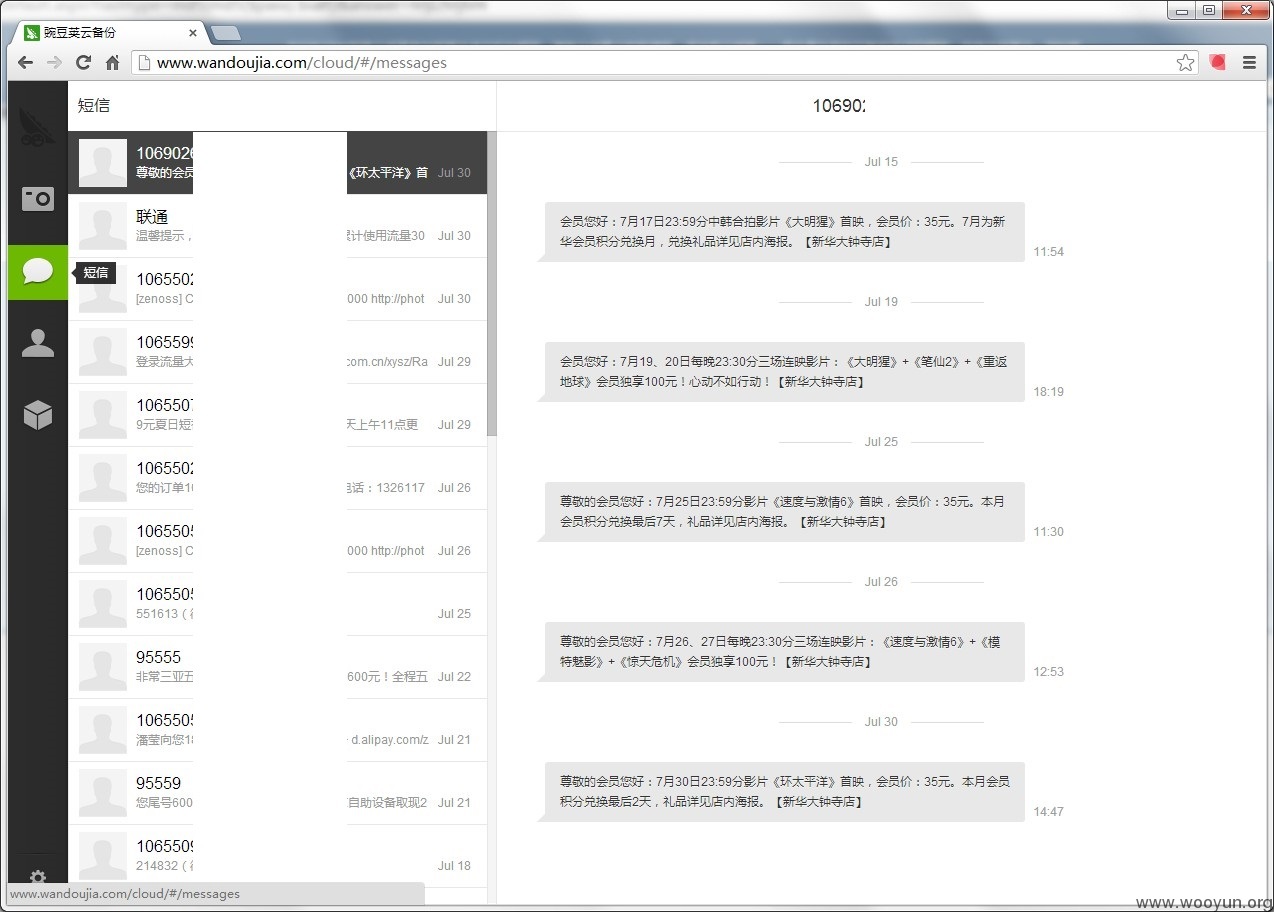 豌豆荚云备份
www.wandoujia.com/cloud/#/messages
短信
106902
106902
尊敬的会员
《环太平洋》首
Jul 30
联通
温馨提示，
计使用流量30
Jul 30
短信
106550
[zenoss] C
000 http://phot
Jul 30
106559
登录流量大
com.cn/xysz/Ra
Jul 29
106550
9元夏日短
天上午11点更
Jul 29
106550
您的订单1
电话：1326117
Jul 26
106550
[zenoss] C
000 http://phot
Jul 26
106550
551613（
Jul 25
95555
非常三亚五
600元！全程五
Jul 22
106550
潘莹向您18
d.alipay.com/z
Jul 21
95559
您尾号600
自助设备取现2
Jul 21
106550
214832（
Jul 18
www.wandoujia.com/cloud/#/messages
Jul 15
会员您好：7月17日23:59分中韩合拍影片《大明猩》首映，会员价：35元。7月为新
华会员积分兑换月，兑换礼品详见店内海报。【新华大钟寺店】
11:54
Jul 19
会员您好：7月19、20日每晚23:30分三场连映影片：《大明猩》+《笔仙2》+《重返
地球》会员独享100元！心动不如行动！【新华大钟寺店】
18:19
Jul 25
尊敬的会员您好：7月25日23:59分影片《速度与激情6》首映，会员价：35元。本月
会员积分兑换最后7天，礼品详见店内海报。【新华大钟寺店】
11:30
Jul 26
尊敬的会员您好：7月26、27日每晚23:30分三场连映影片：《速度与激情6》+《模
特魅影》+《惊天危机》会员独享100元！【新华大钟寺店】
12:53
Jul 30
尊敬的会员您好：7月30日23:59分影片《环太平洋》首映，会员价：35元。本月会员
积分兑换最后2天，礼品详见店内海报。【新华大钟寺店】
14:47
www.wooyun.org